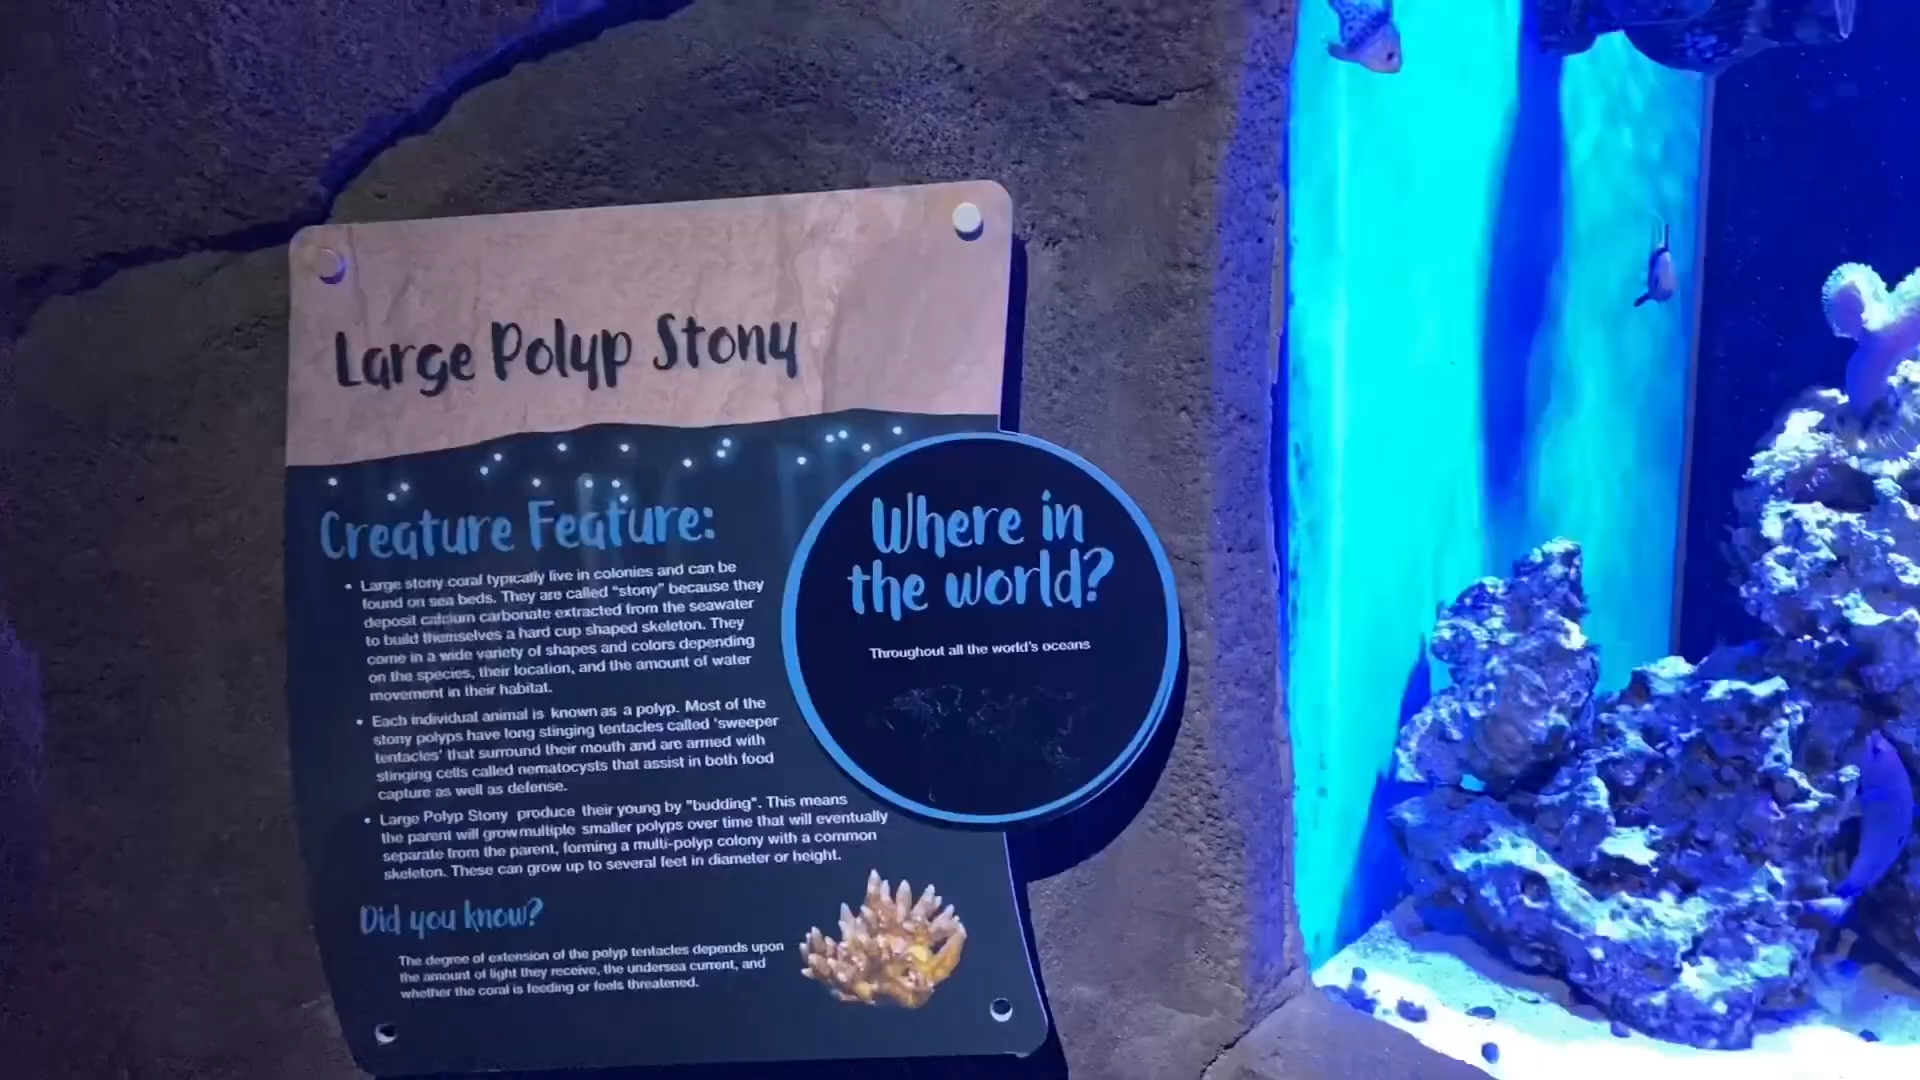 Large Polyp Stony
Creature Feature:
• Large stony coral typically live in colonies and can be
found on sea beds. They are called "stony" because they
deposit calcium carbonate extracted from the seawater
to build themselves a hard cup shaped skeleton. They
come in a wide variety of shapes and colors depending
on the species, their location, and the amount of water
movement in their habitat.
• Each individual animal is known as a polyp. Most of the
stony polyps have long stinging tentacles called 'sweeper
tentacles' that surround their mouth and are armed with
stinging cells called nematocysts that assist in both food
capture as well as defense.
• Large Polyp Stony produce their young by "budding". This means
the parent will grow multiple smaller polyps over time that will eventually
separate from the parent, forming a multi-polyp colony with a common
skeleton. These can grow up to several feet in diameter or height.
Did you know?
The degree of extension of the polyp tentacles depends upon
the amount of light they receive, the undersea current, and
whether the coral is feeding or feels threatened.
Where in
the world?
Throughout all the world's oceans